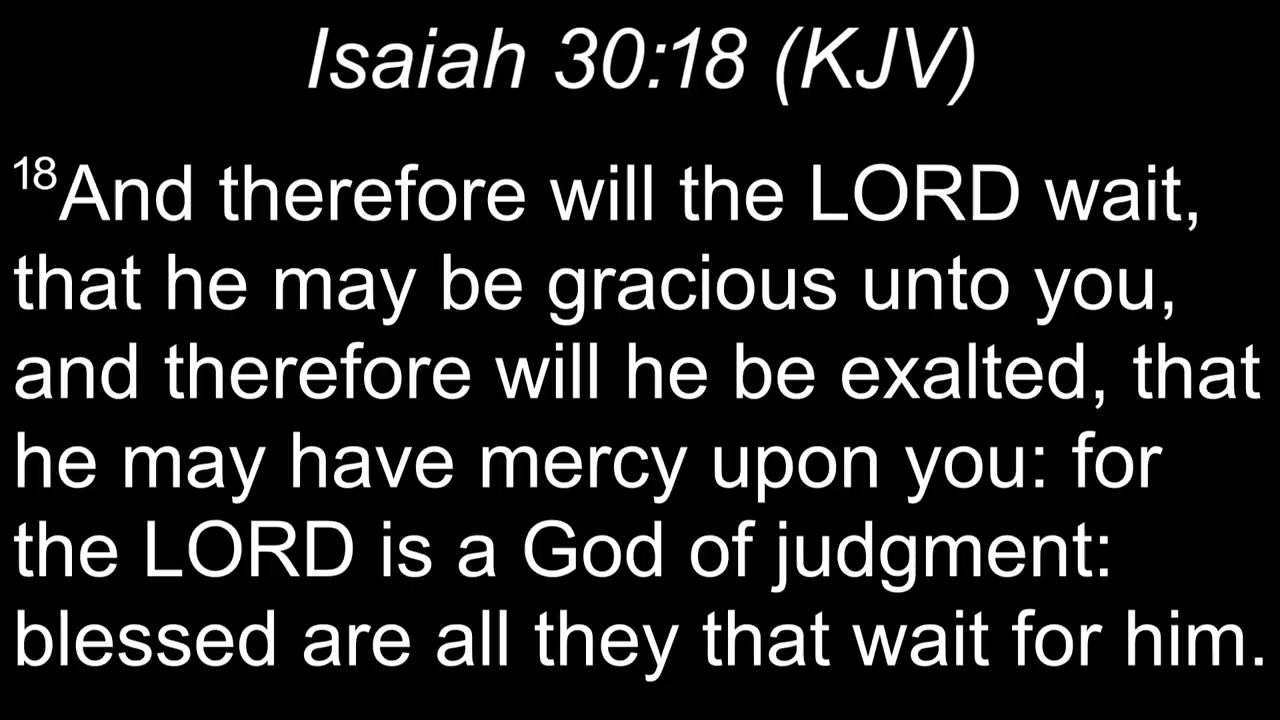 Isaiah 30:18 (KJV)
18And therefore will the LORD wait,
that he may be gracious unto you,
and therefore will he be exalted, that
he may have mercy upon you: for
the LORD is a God of judgment:
blessed are all they that wait for him.